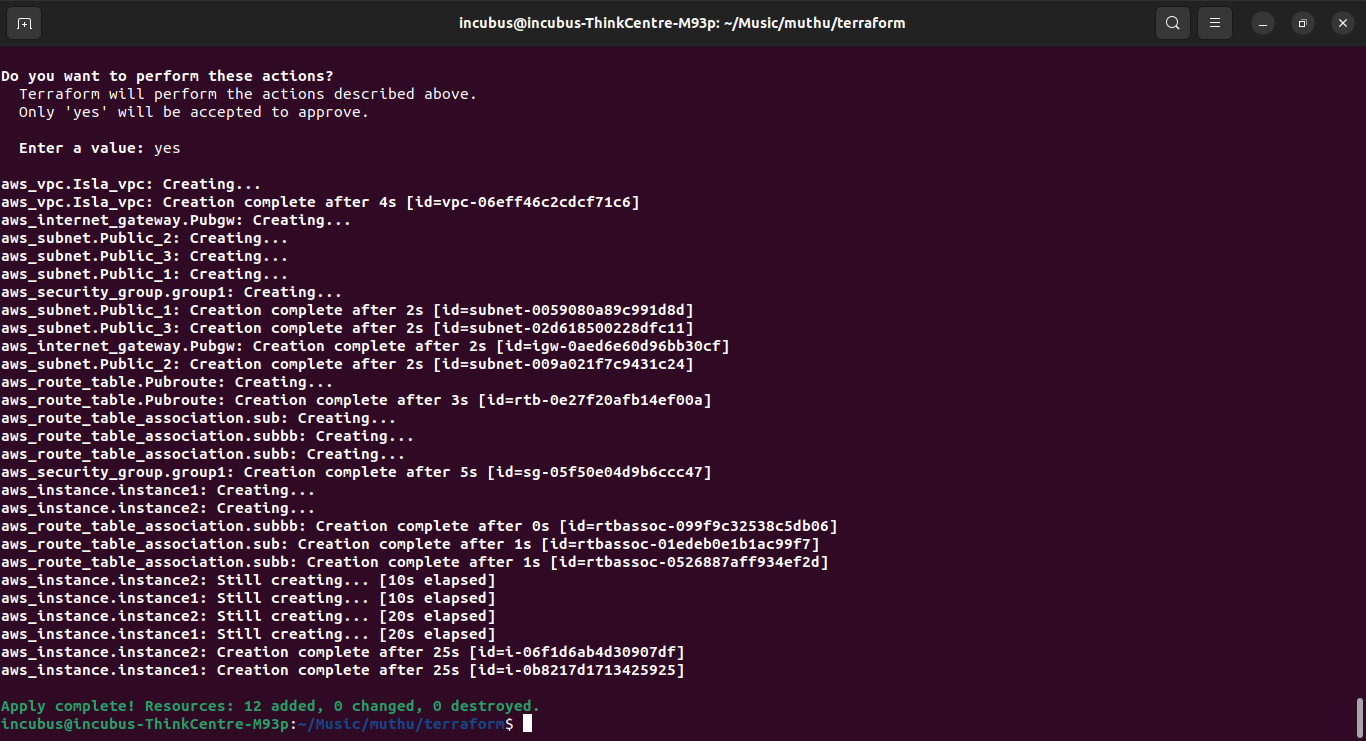 incubus@incubus-ThinkCentre-M93p: ~/Music/muthu/terraform
Do you want to perform these actions?
  Terraform will perform the actions described above.
  Only 'yes' will be accepted to approve.
  Enter a value: yes
aws_vpc.Isla_vpc: Creating...
aws_vpc.Isla_vpc: Creation complete after 4s [id=vpc-06eff46c2cdcf71c6]
aws_internet_gateway.Pubgw: Creating...
aws_subnet.Public_2: Creating...
aws_subnet.Public_3: Creating...
aws_subnet.Public_1: Creating...
aws_security_group.group1: Creating...
aws_subnet.Public_1: Creation complete after 2s [id=subnet-0059080a89c991d8d]
aws_subnet.Public_3: Creation complete after 2s [id=subnet-02d618500228dfc11]
aws_internet_gateway.Pubgw: Creation complete after 2s [id=igw-0aed6e60d96bb30cf]
aws_subnet.Public_2: Creation complete after 2s [id=subnet-009a021f7c9431c24]
aws_route_table.Pubroute: Creating...
aws_route_table.Pubroute: Creation complete after 3s [id=rtb-0e27f20afb14ef00a]
aws_route_table_association.sub: Creating...
aws_route_table_association.subbb: Creating...
aws_route_table_association.subb: Creating...
aws_security_group.group1: Creation complete after 5s [id=sg-05f50e04d9b6ccc47]
aws_instance.instance1: Creating...
aws_instance.instance2: Creating...
aws_route_table_association.subbb: Creation complete after 0s [id=rtbassoc-099f9c32538c5db06]
aws_route_table_association.sub: Creation complete after 1s [id=rtbassoc-01edeb0e1b1ac99f7]
aws_route_table_association.subb: Creation complete after 1s [id=rtbassoc-0526887aff934ef2d]
aws_instance.instance2: Still creating... [10s elapsed]
aws_instance.instance1: Still creating... [10s elapsed]
aws_instance.instance2: Still creating... [20s elapsed]
aws_instance.instance1: Still creating... [20s elapsed]
aws_instance.instance2: Creation complete after 25s [id=i-06f1d6ab4d30907df]
aws_instance.instance1: Creation complete after 25s [id=i-0b8217d1713425925]
Apply complete! Resources: 12 added, 0 changed, 0 destroyed.
incubus@incubus-ThinkCentre-M93p:~/Music/muthu/terraform$